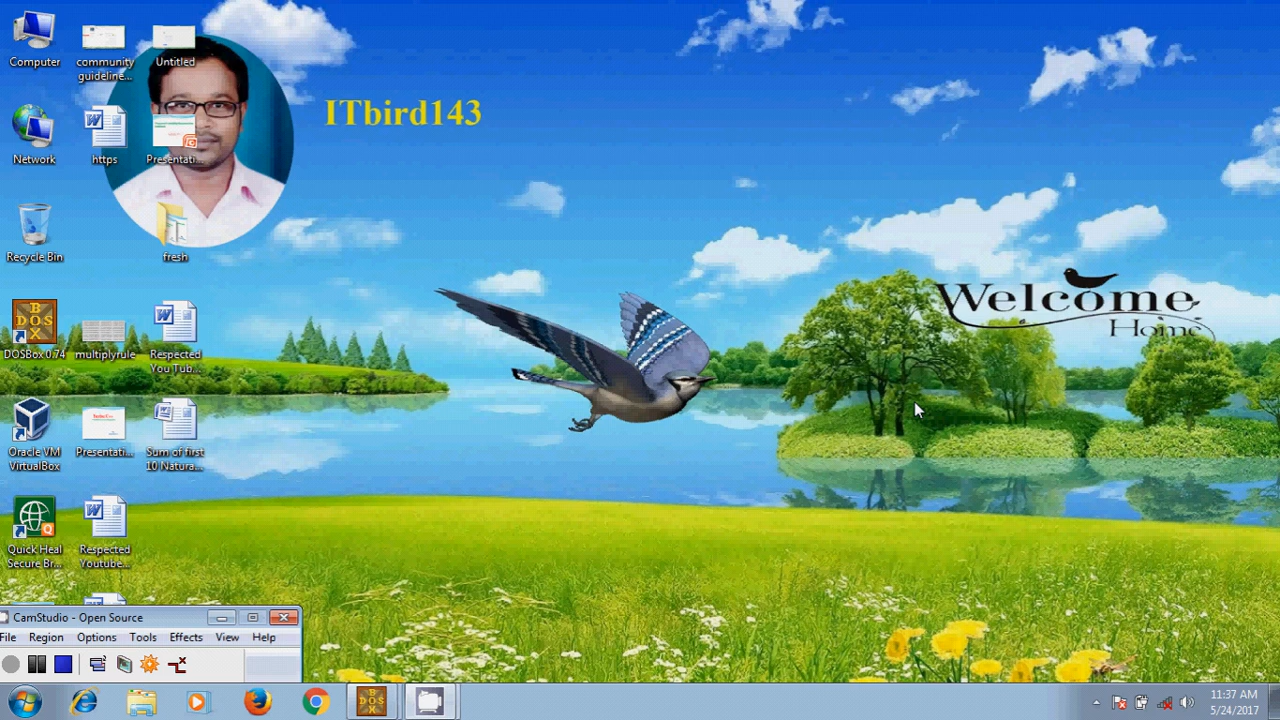 Computer
community
guideline...
Untitled
ITbird143
Network
https
Presentati...
Recycle Bin
fresh
Welcome
Home
BOX
DOS
DOSBox 0.74
multiplyrule
Respected
You Tub...
Oracle VM
VirtualBox
Presentati...
Sum of first
10 Natura...
Quick Heal
Secure Br...
Respected
Youtube...
CamStudio - Open Source
File Region Options Tools Effects View Help
11:37 AM
5/24/2017